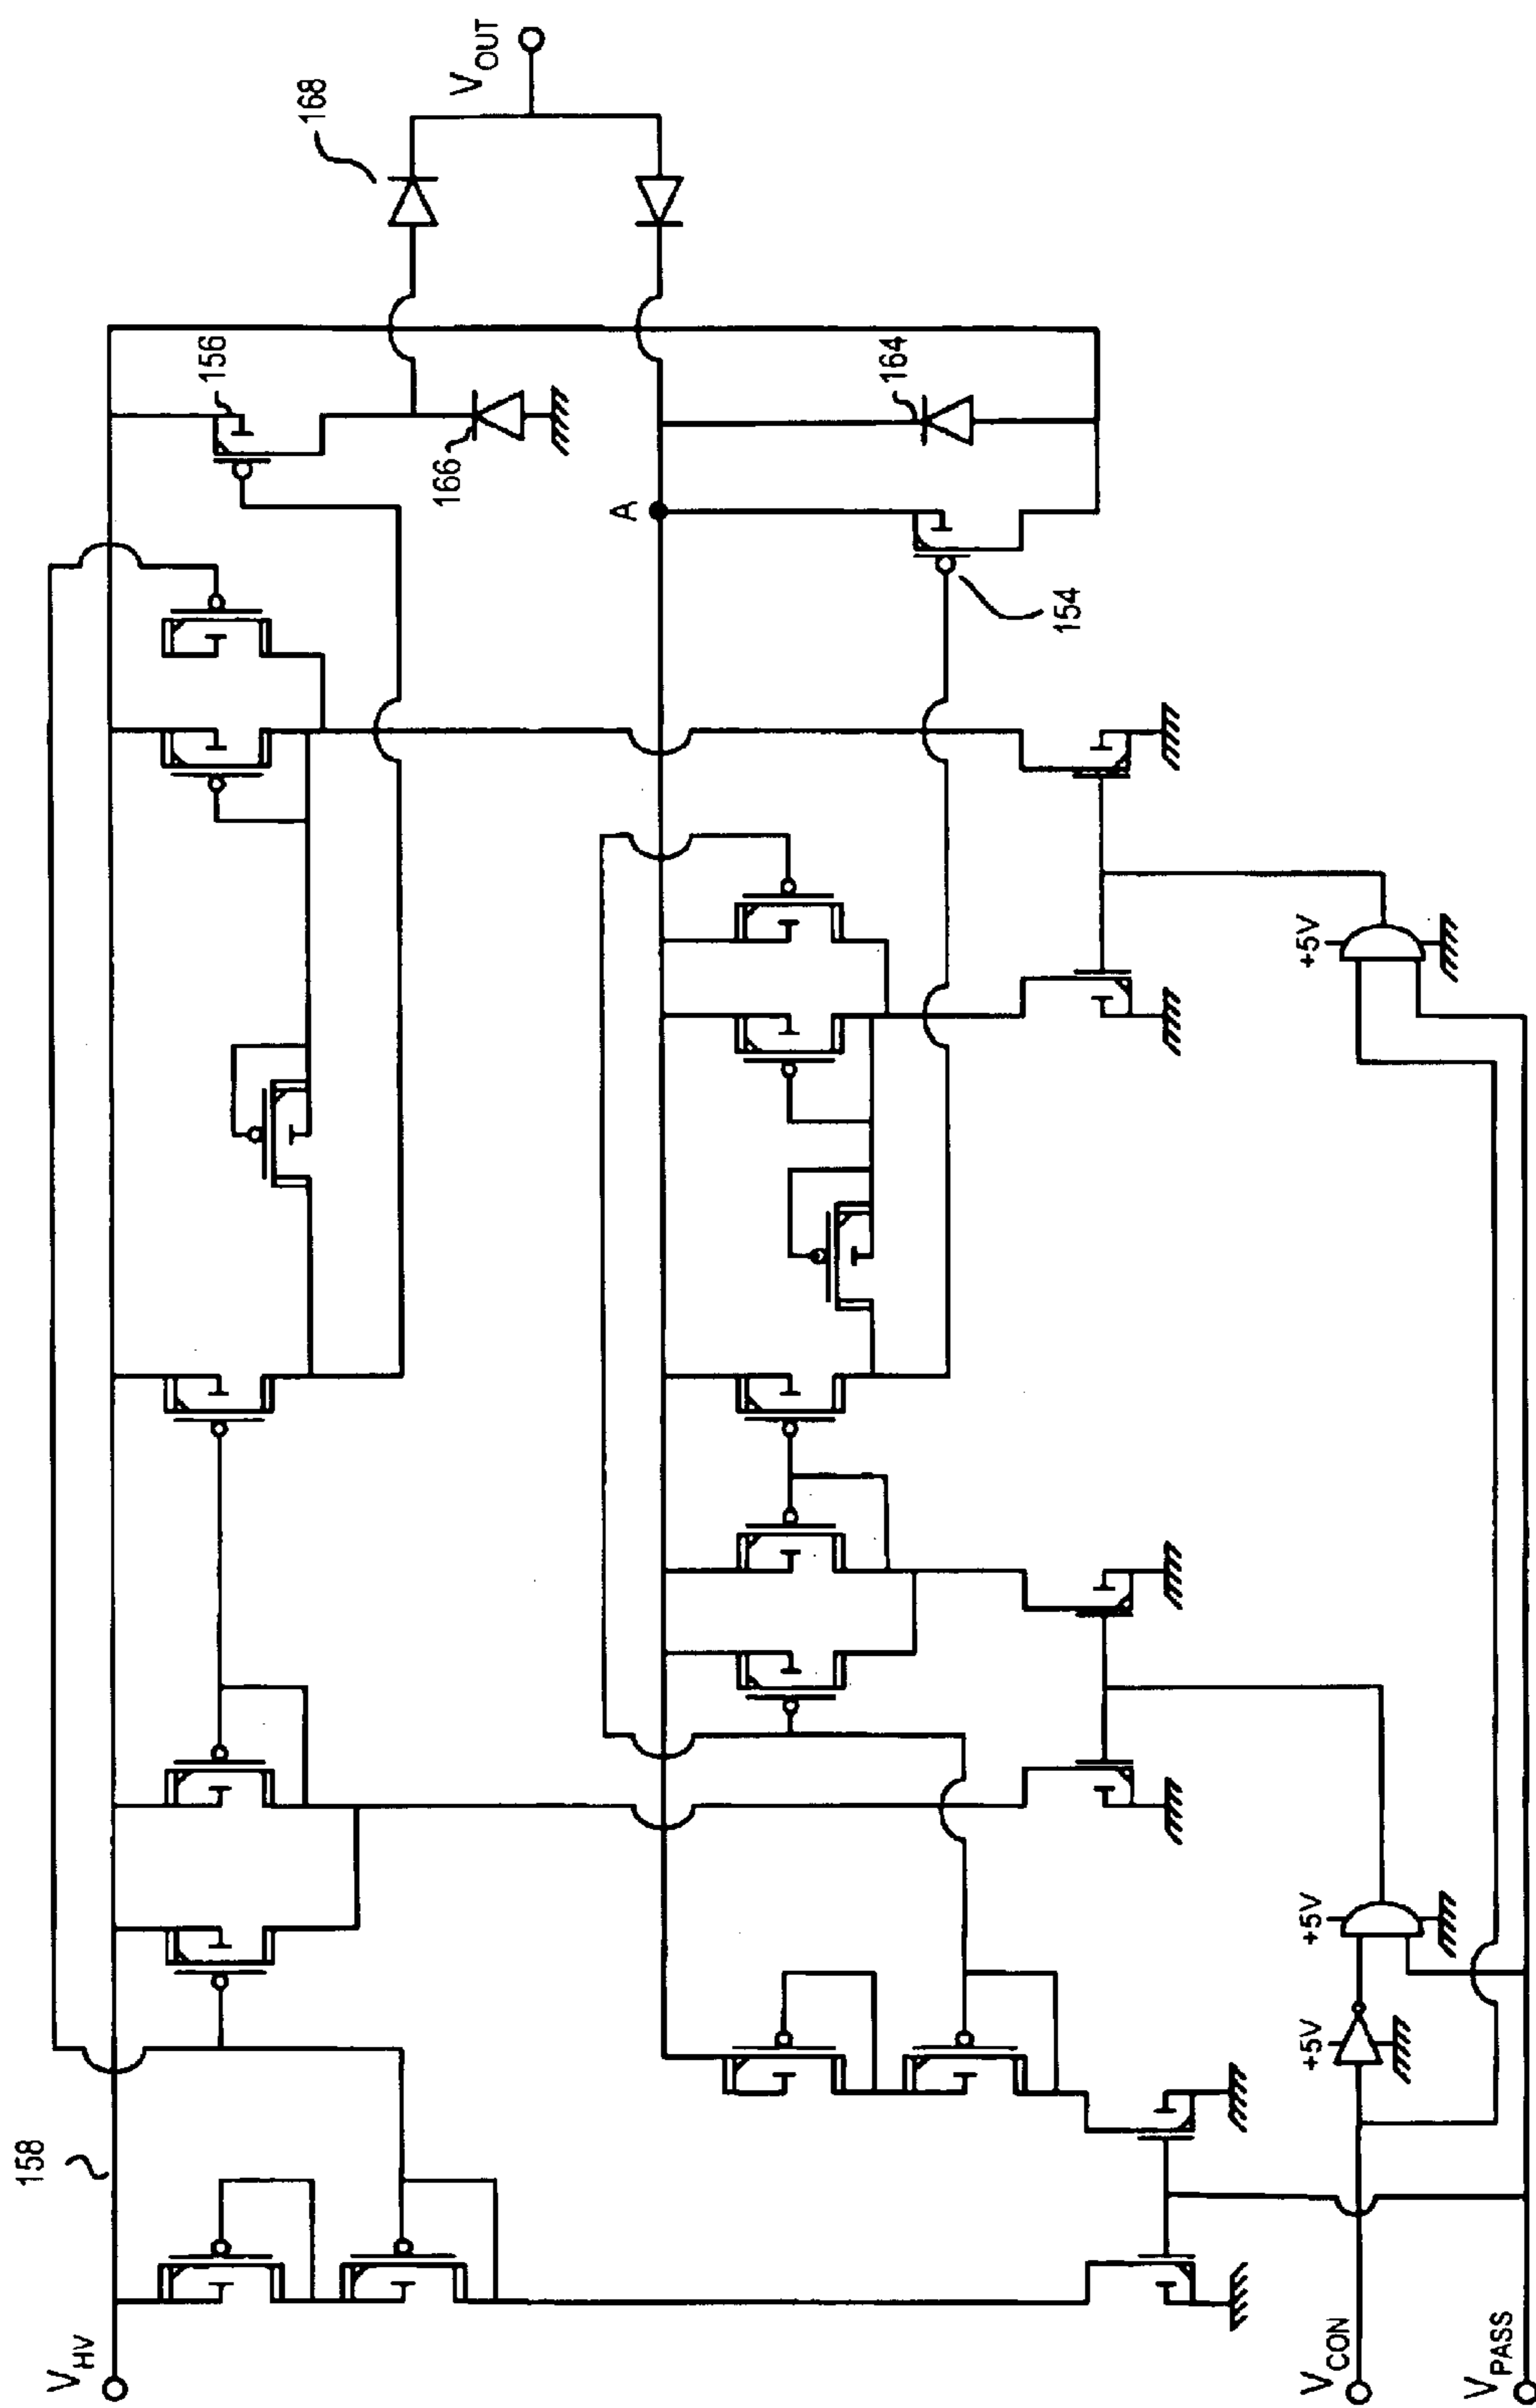 V_HV
158
V_CON
V_PASS
+5V
+5V
+5V
A
154
156
164
166
168
V_OUT